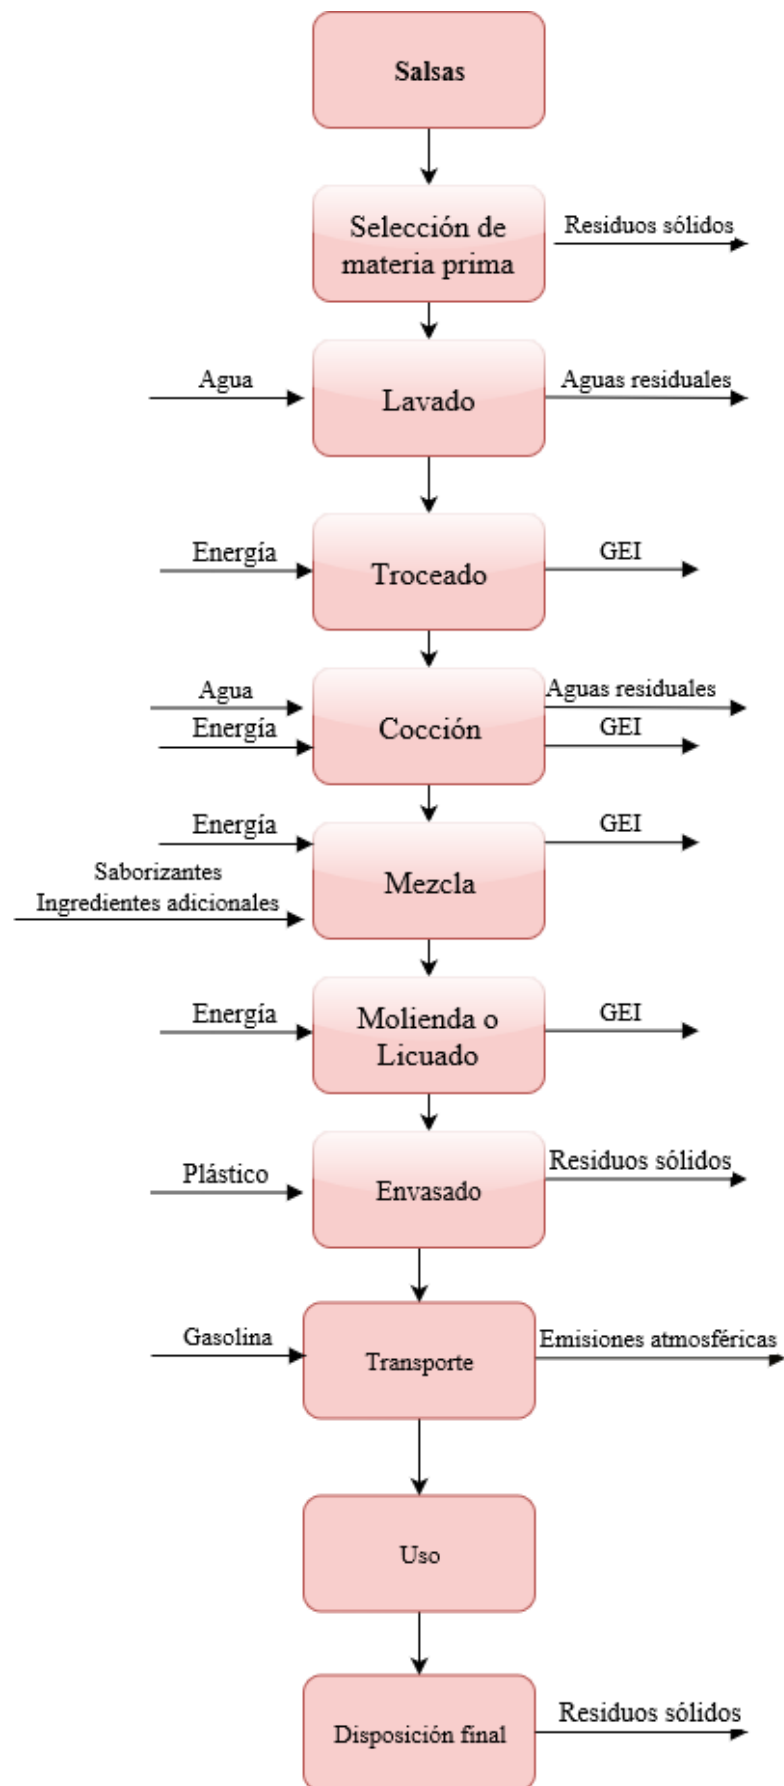 Salsas
Selección de
materia prima
Residuos sólidos
Agua
Lavado
Aguas residuales
Energía
Troceado
GEI
Agua
Energía
Cocción
Aguas residuales
GEI
Energía
Saborizantes
Ingredientes adicionales
Mezcla
GEI
Energía
Molienda o
Licuado
GEI
Plástico
Envasado
Residuos sólidos
Gasolina
Transporte
Emisiones atmosféricas
Uso
Disposición final
Residuos sólidos